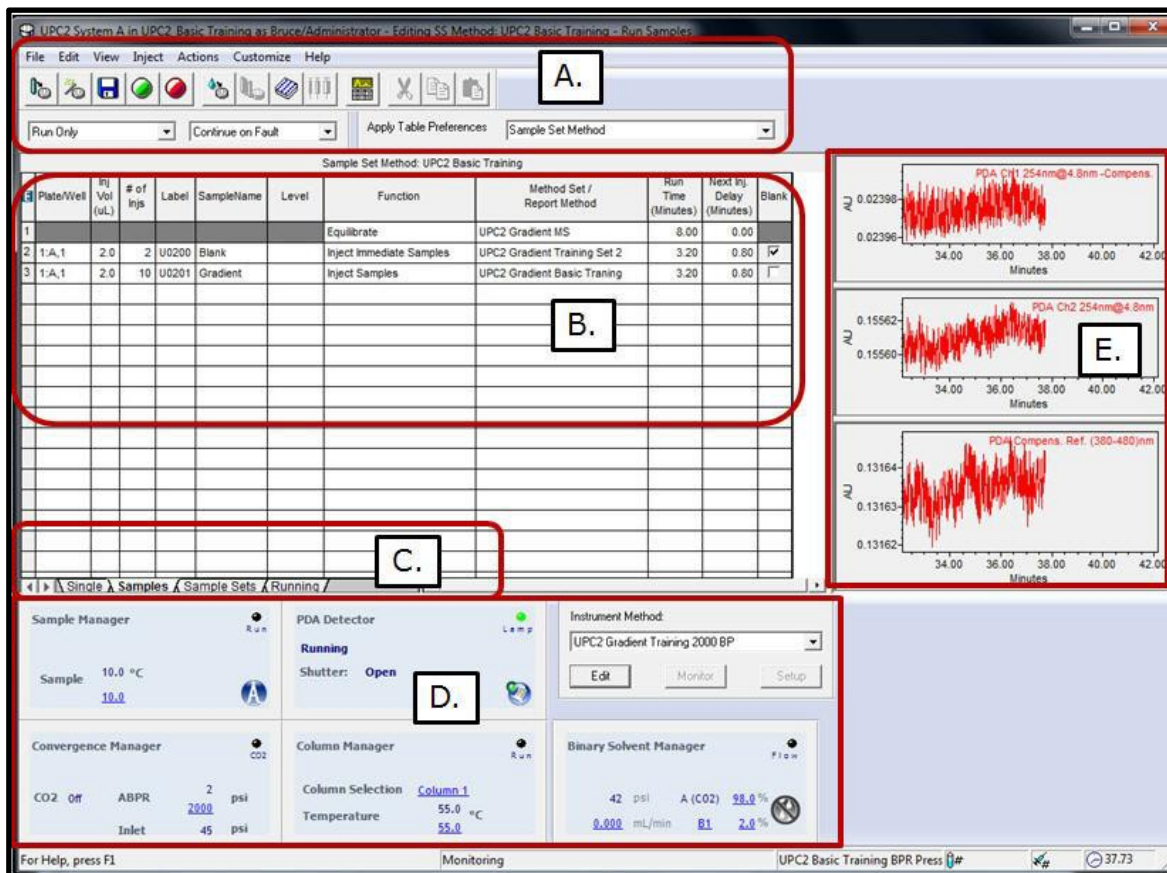 UPC2 System A in UPC2_Basic Training as Bruce/Administrator - Editing SS Method: UPC2 Basic Training - Run Samples
File Edit View Inject Actions Customize Help
A.
Run Only Continue on Fault Apply Table Preferences Sample Set Method
Sample Set Method: UPC2 Basic Training
Plate/Well Inj Vol (uL) # of Injs Label SampleName Level Function Method Set / Report Method Run Time (Minutes) Next Inj. Delay (Minutes) Blank
1 Equilibrate UPC2 Gradient MS 8.00 0.00
2 1:A,1 2.0 2 U0200 Blank Inject Immediate Samples UPC2 Gradient Training Set 2 3.20 0.80
3 1:A,1 2.0 10 U0201 Gradient Inject Samples UPC2 Gradient Basic Traning 3.20 0.80
B.
C.
Single Samples Sample Sets Running
PDA Ch1 254nm@4.8nm -Compens.
AU
0.02398
0.02396
34.00 36.00 38.00 40.00 42.00
Minutes
PDA Ch2 254nm@4.8nm
AU
0.15562
0.15560
E.
34.00 36.00 38.00 40.00 42.00
Minutes
PDA Compens. Ref. (380-480)nm
AU
0.13164
0.13163
0.13162
34.00 36.00 38.00 40.00 42.00
Minutes
Sample Manager
Run
Sample 10.0 °C
10.0
PDA Detector
Lamp
Running
Shutter: Open
D.
Instrument Method:
UPC2 Gradient Training 2000 BP
Edit Monitor Setup
Convergence Manager
CO2
CO2 Off ABPR 2 psi
2000
Inlet 45 psi
Column Manager
Run
Column Selection Column 1
Temperature 55.0 °C
55.0
Binary Solvent Manager
Flow
42 psi A (CO2) 98.0 %
0.000 mL/min B1 2.0 %
For Help, press F1 Monitoring UPC2 Basic Training BPR Press # # 37.73